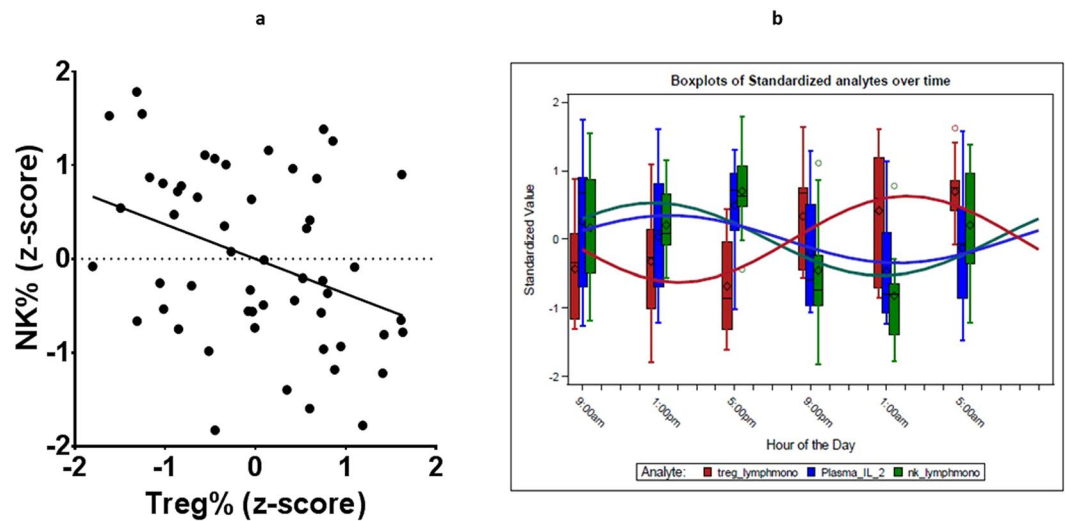 a
b
2
1
0
-1
-2
-2
-1
0
1
2
NK% (z-score)
Treg% (z-score)
Boxplots of Standardized analytes over time
2
1
0
-1
-2
Standardized Value
9:00am
1:00pm
5:00pm
9:00pm
1:00am
5:00am
Hour of the Day
Analyte: treg_lymphmono Plasma_IL_2 nk_lymphmono